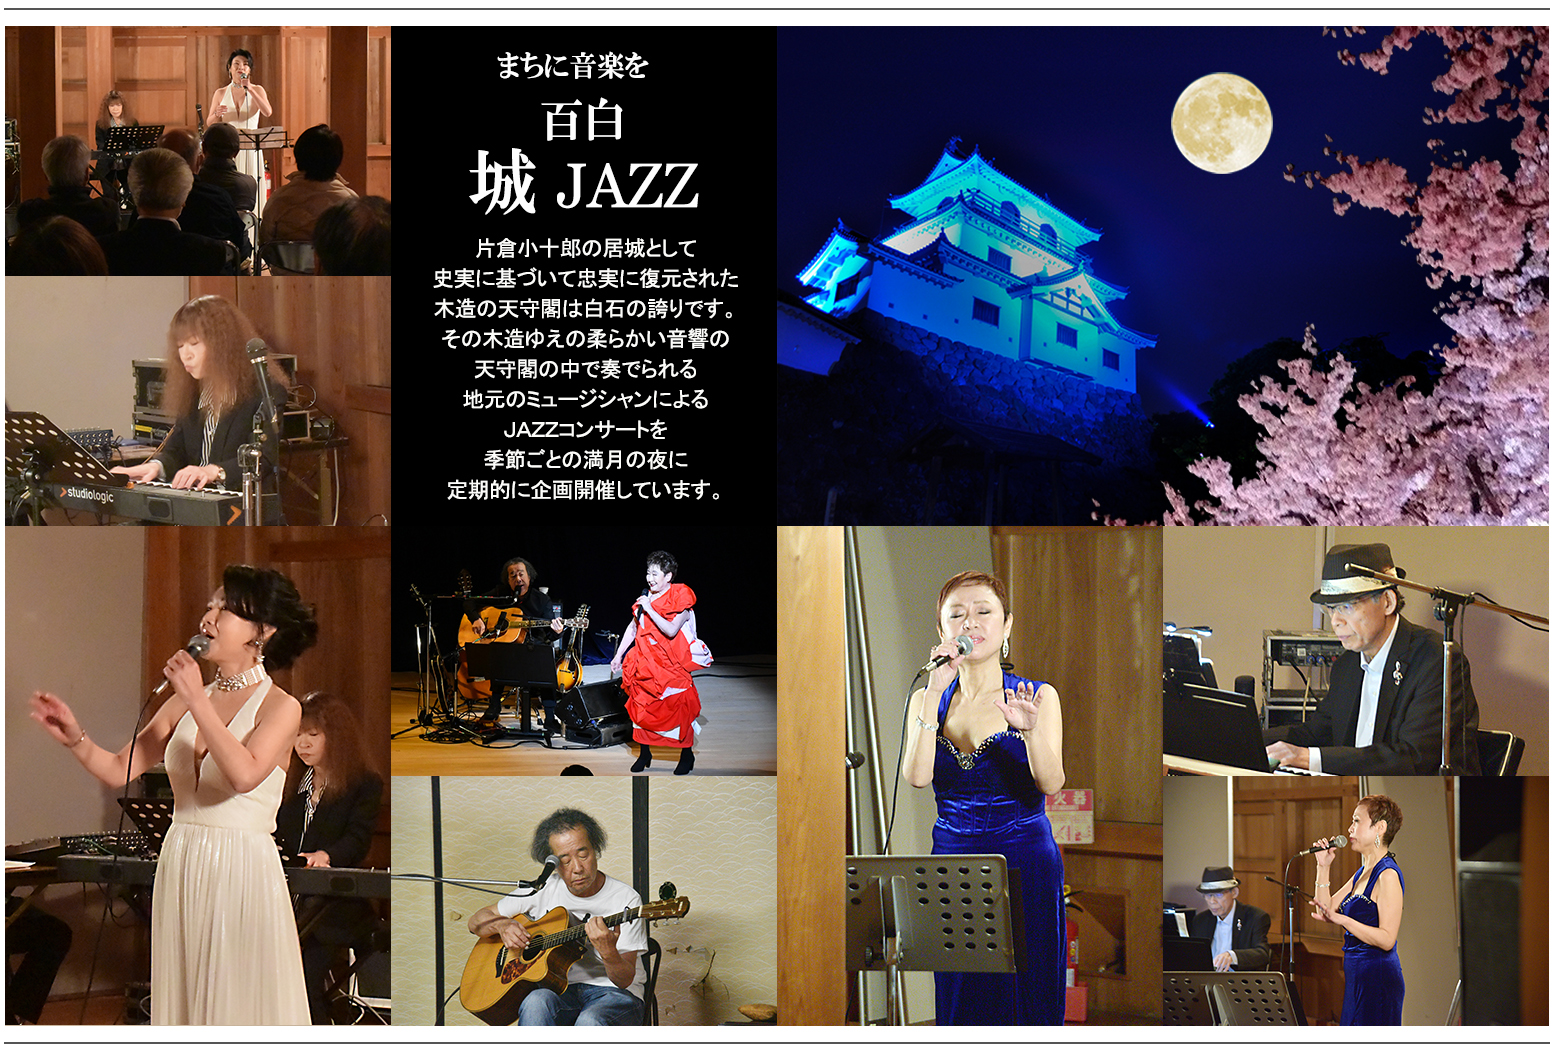 まちに音楽を
百白
城 JAZZ
片倉小十郎の居城として
史実に基づいて忠実に復元された
木造の天守閣は白石の誇りです。
その木造ゆえの柔らかい音響の
天守閣の中で奏でられる
地元のミュージシャンによる
JAZZコンサートを
季節ごとの満月の夜に
定期的に企画開催しています。
studiologic
火器